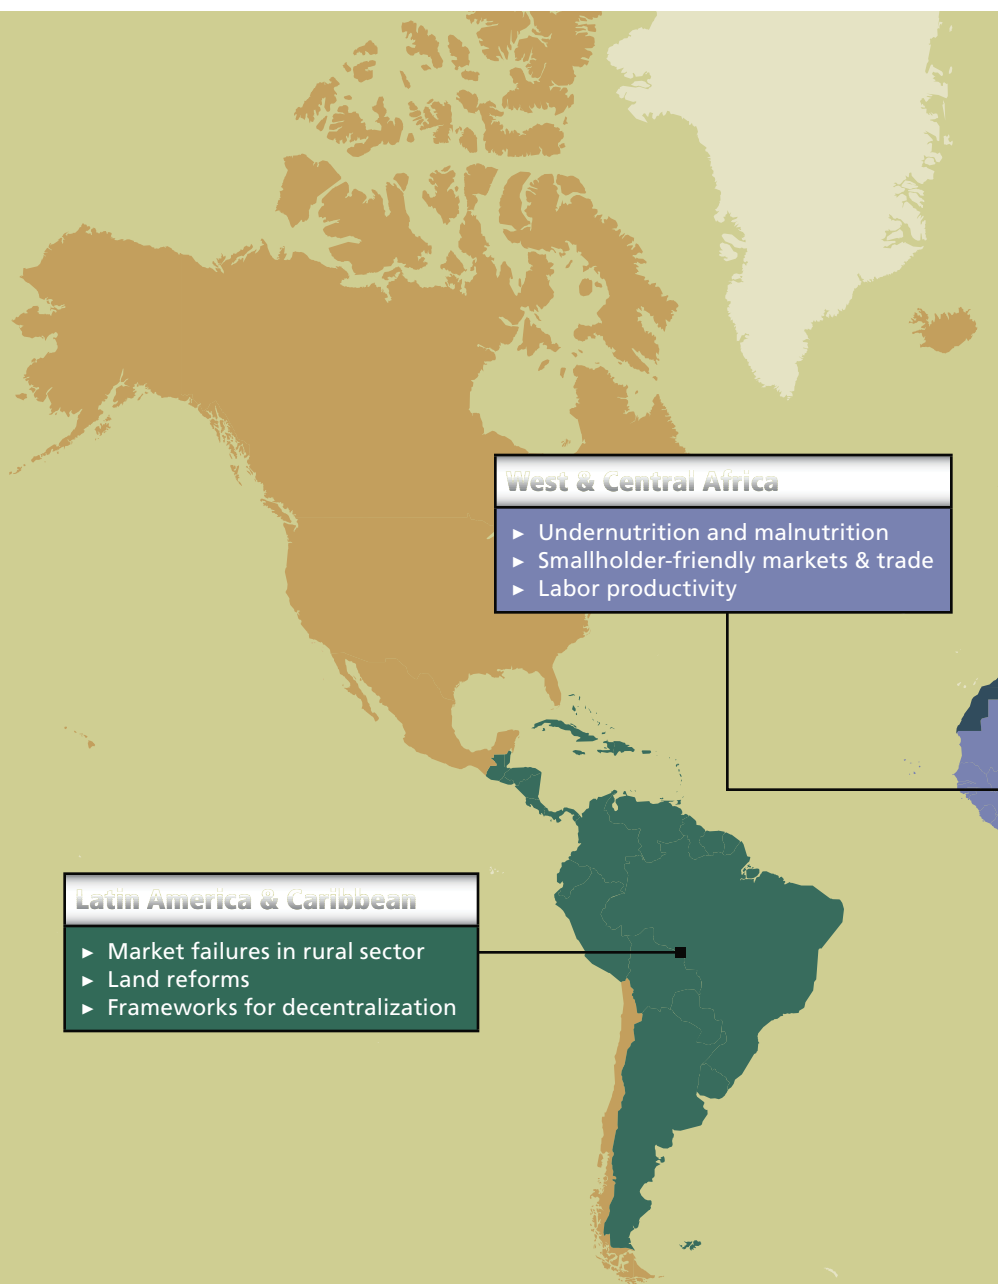 West & Central Africa
► Undernutrition and malnutrition
► Smallholder-friendly markets & trade
► Labor productivity
Latin America & Caribbean
► Market failures in rural sector
► Land reforms
► Frameworks for decentralization